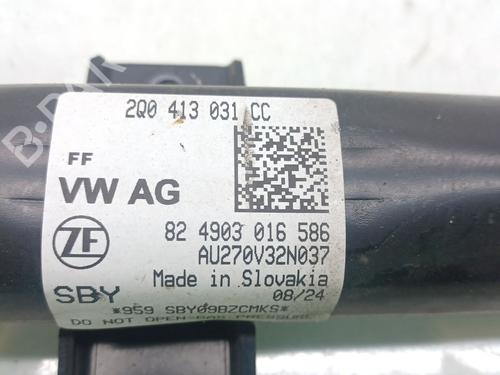 2Q0 413 031 CC
FF
VW AG
ZF
82 4903 016 586
AU270V32N037
Made in Slovakia
SBY
08/24
*959 SBY09BZCMKS*
DO NOT OPEN-GAS PRESSURE
B-PARTS